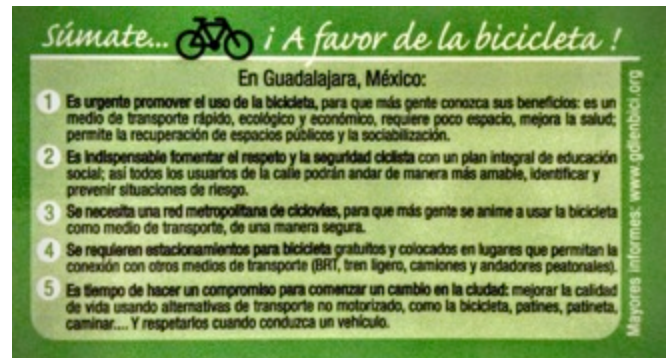 Súmate... ¡ A favor de la bicicleta !
En Guadalajara, México:
1 Es urgente promover el uso de la bicicleta, para que más gente conozca sus beneficios: es un
medio de transporte rápido, ecológico y económico, requiere poco espacio, mejora la salud;
permite la recuperación de espacios públicos y la sociabilización.
2 Es indispensable fomentar el respeto y la seguridad ciclista con un plan integral de educación
social; así todos los usuarios de la calle podrán andar de manera más amable, identificar y
prevenir situaciones de riesgo.
3 Se necesita una red metropolitana de ciclovías, para que más gente se anime a usar la bicicleta
como medio de transporte, de una manera segura.
4 Se requieren estacionamientos para bicicleta gratuitos y colocados en lugares que permitan la
conexión con otros medios de transporte (BRT, tren ligero, camiones y andadores peatonales).
5 Es tiempo de hacer un compromiso para comenzar un cambio en la ciudad: mejorar la calidad
de vida usando alternativas de transporte no motorizado, como la bicicleta, patines, patineta,
caminar.... Y respetarlos cuando conduzca un vehículo.
Mayores informes: www.gdlenbici.org